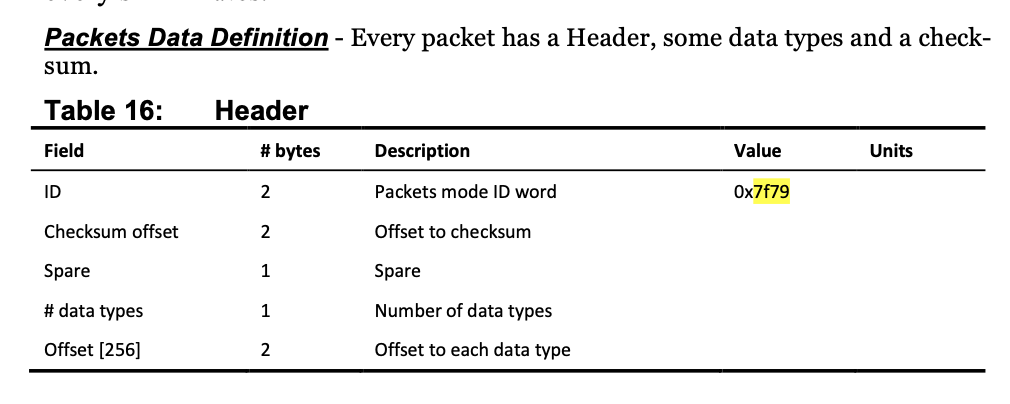 Packets Data Definition - Every packet has a Header, some data types and a check-
sum.
Table 16: Header
Field # bytes Description Value Units
ID 2 Packets mode ID word 0x7f79
Checksum offset 2 Offset to checksum
Spare 1 Spare
# data types 1 Number of data types
Offset [256] 2 Offset to each data type